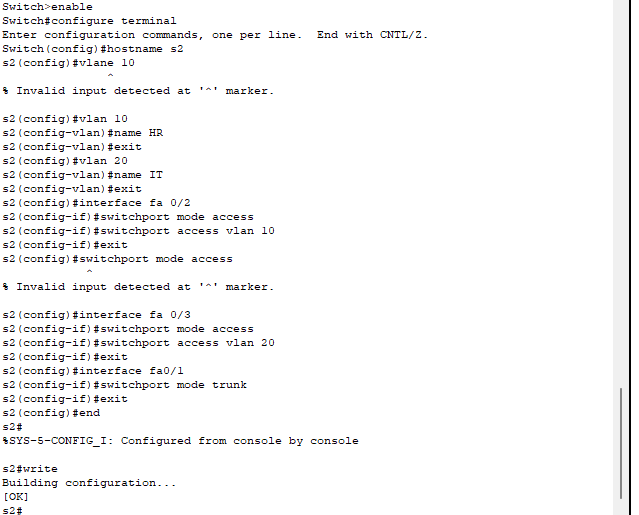 Switch>enable
Switch#configure terminal
Enter configuration commands, one per line.  End with CNTL/Z.
Switch(config)#hostname s2
s2(config)#vlane 10
^
% Invalid input detected at '^' marker.
s2(config)#vlan 10
s2(config-vlan)#name HR
s2(config-vlan)#exit
s2(config)#vlan 20
s2(config-vlan)#name IT
s2(config-vlan)#exit
s2(config)#interface fa 0/2
s2(config-if)#switchport mode access
s2(config-if)#switchport access vlan 10
s2(config-if)#exit
s2(config)#switchport mode access
^
% Invalid input detected at '^' marker.
s2(config)#interface fa 0/3
s2(config-if)#switchport mode access
s2(config-if)#switchport access vlan 20
s2(config-if)#exit
s2(config)#interface fa0/1
s2(config-if)#switchport mode trunk
s2(config-if)#exit
s2(config)#end
s2#
%SYS-5-CONFIG_I: Configured from console by console
s2#write
Building configuration...
[OK]
s2#